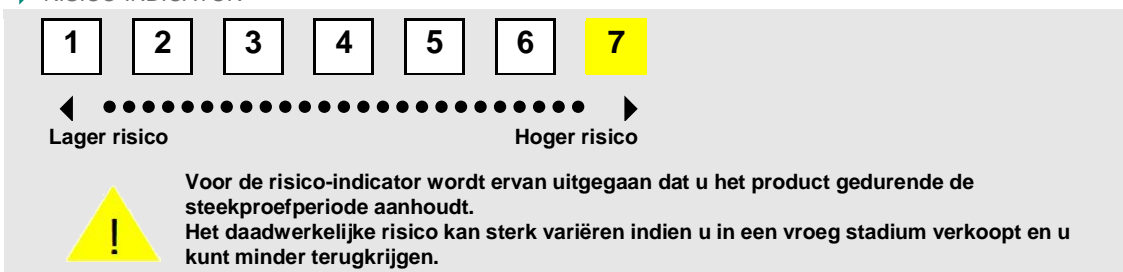 RISICO-INDICATOR
1 2 3 4 5 6 7
Lager risico Hoger risico
Voor de risico-indicator wordt ervan uitgegaan dat u het product gedurende de
steekproefperiode aanhoudt.
Het daadwerkelijke risico kan sterk variëren indien u in een vroeg stadium verkoopt en u
kunt minder terugkrijgen.
!